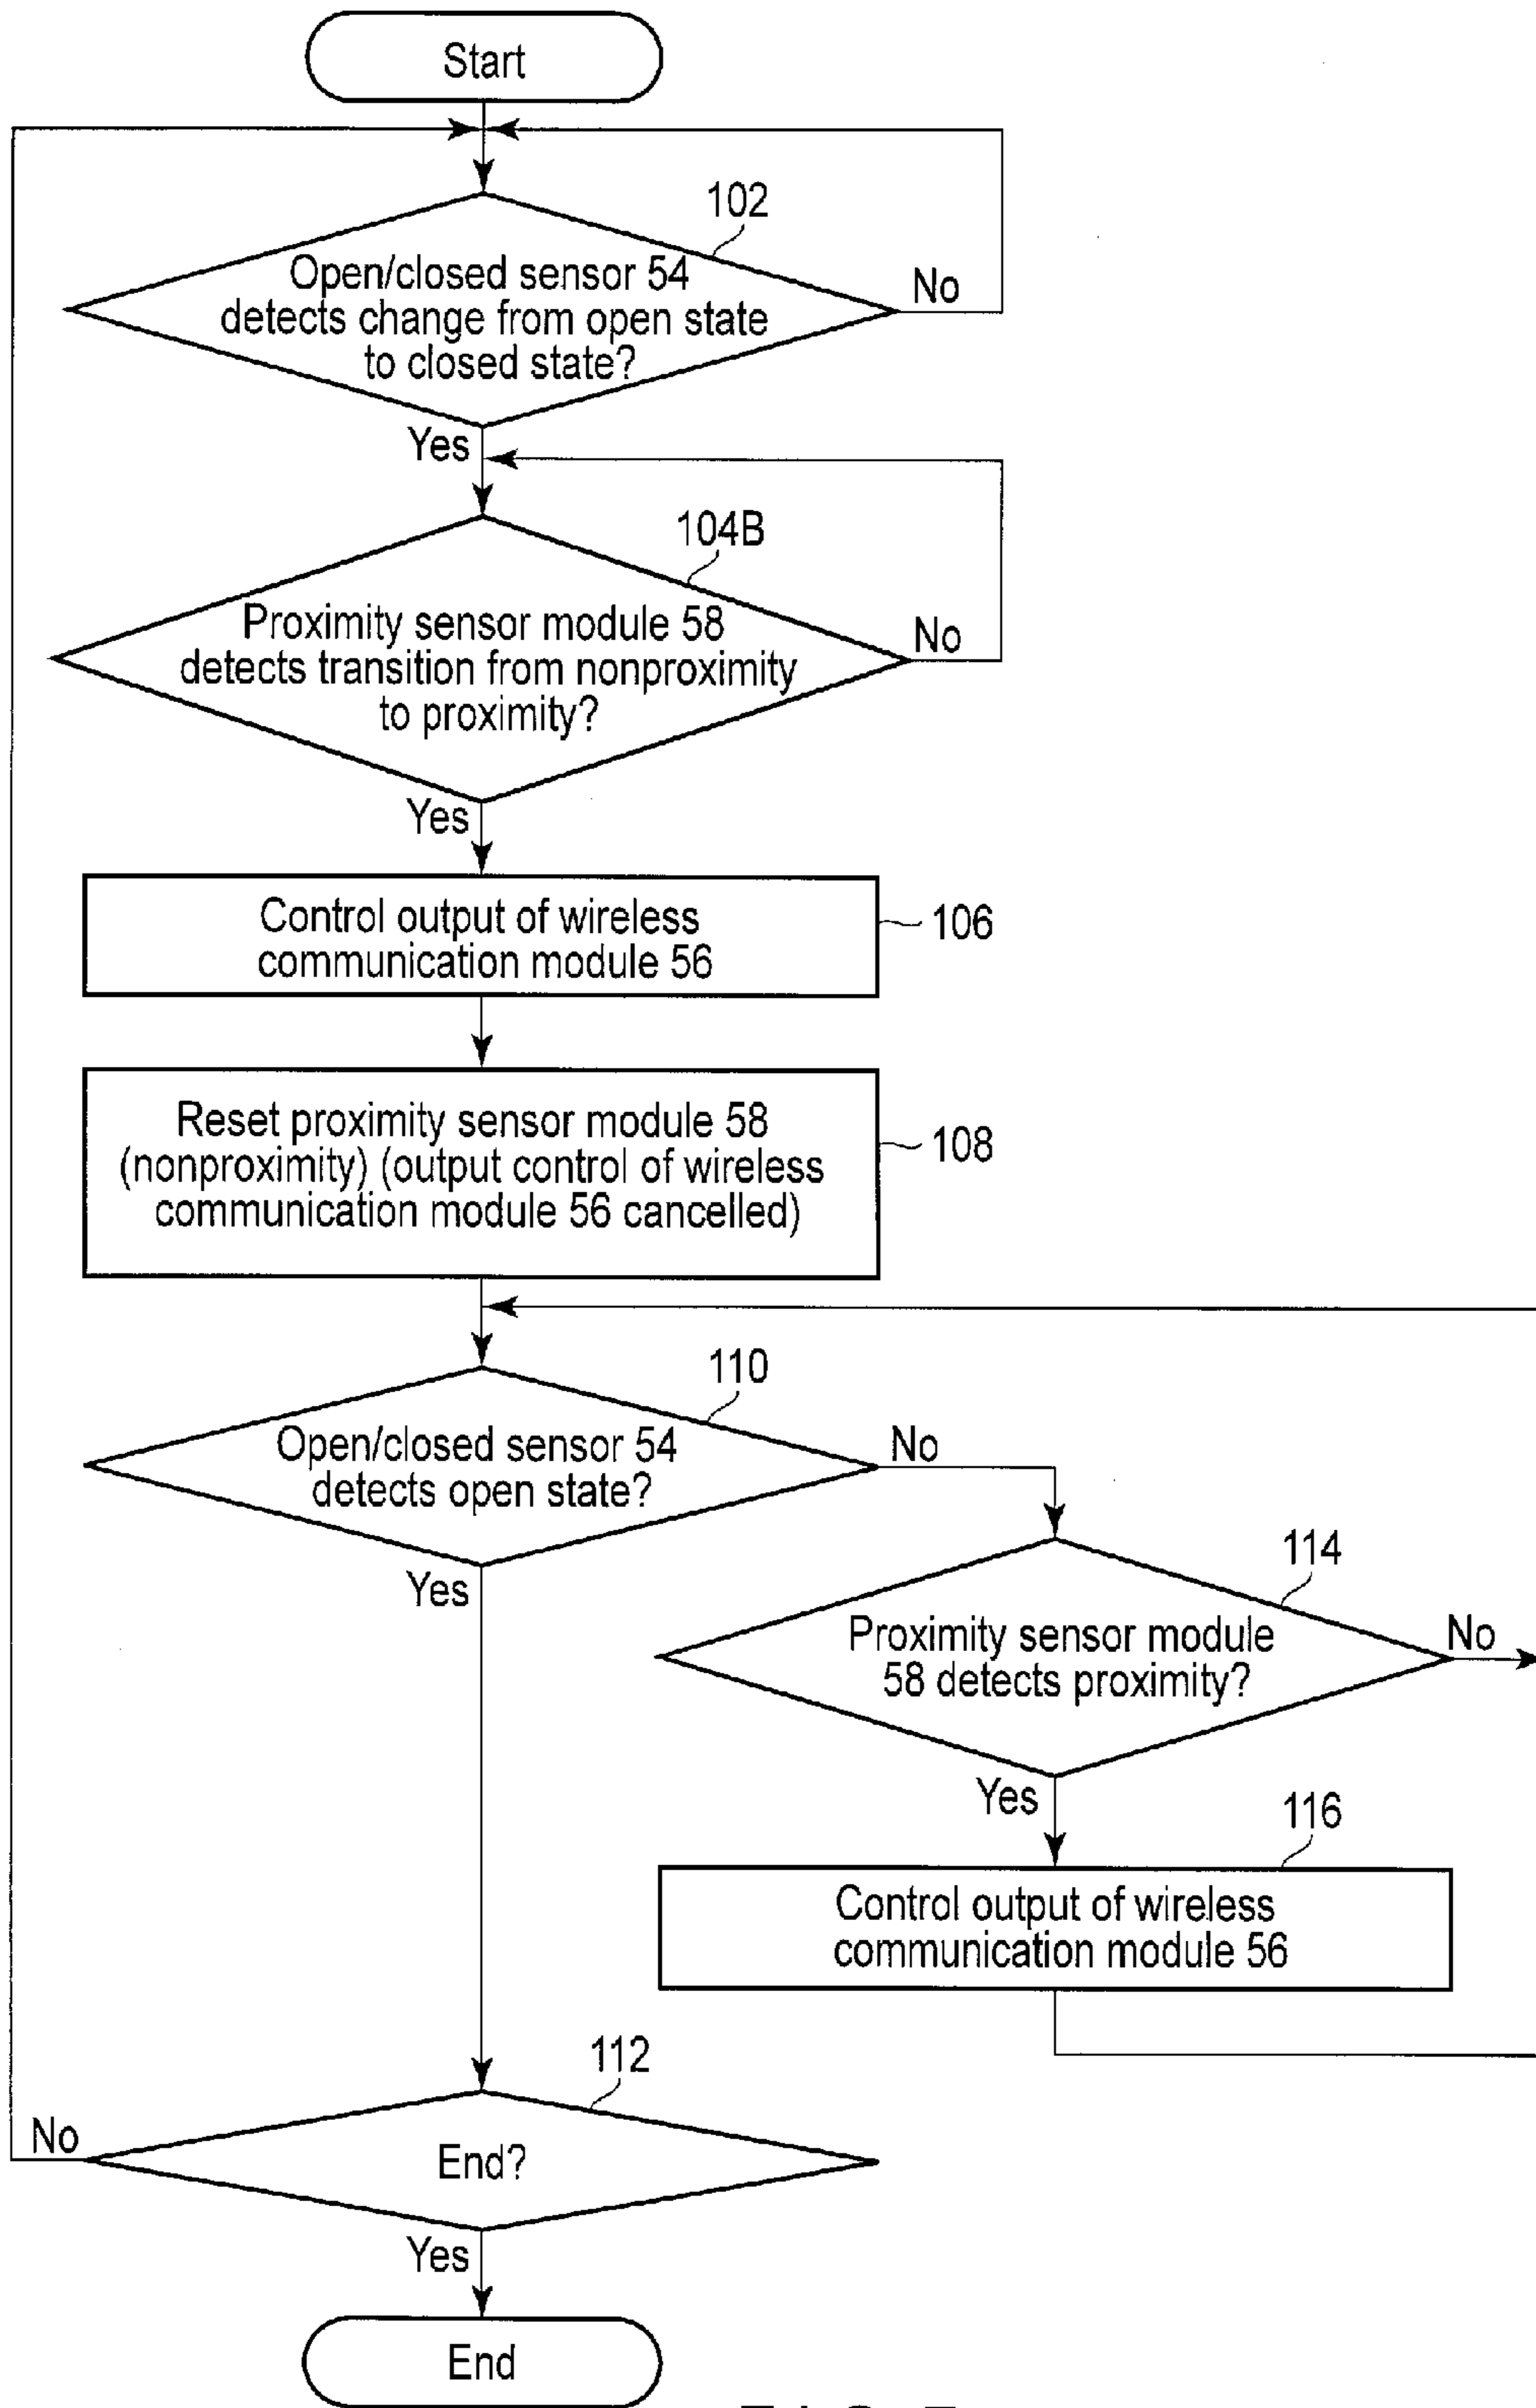 Start
102
Open/closed sensor 54
detects change from open state
to closed state?
No
Yes
104B
Proximity sensor module 58
detects transition from nonproximity
to proximity?
No
Yes
Control output of wireless
communication module 56
106
Reset proximity sensor module 58
(nonproximity) (output control of wireless
communication module 56 cancelled)
108
110
Open/closed sensor 54
detects open state?
No
Yes
114
Proximity sensor module
58 detects proximity?
No
Yes
116
Control output of wireless
communication module 56
112
End?
No
Yes
End